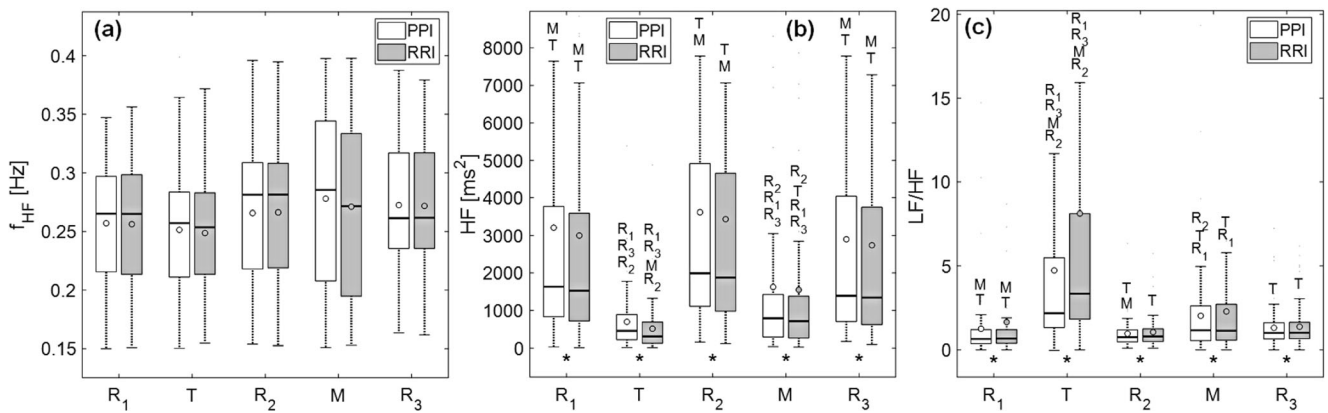 (a)
PPI
RRI
0.4
0.35
0.3
0.25
0.2
0.15
f_HF [Hz]
R₁ T R₂ M R₃
(b)
PPI
RRI
8000
7000
6000
5000
4000
3000
2000
1000
0
HF [ms²]
M
T
M
T
R₁
R₃
R₂
R₁
R₃
M
R₂
T
M
T
M
R₂
R₁
R₃
R₂
T
R₁
R₃
M
T
M
T
* * * * *
R₁ T R₂ M R₃
(c)
PPI
RRI
20
15
10
5
0
LF/HF
M
T
M
T
R₁
R₃
M
R₂
R₁
R₃
M
R₂
T
M
T
R₂
T
R₁
T
R₁
T
T
* * * * *
R₁ T R₂ M R₃